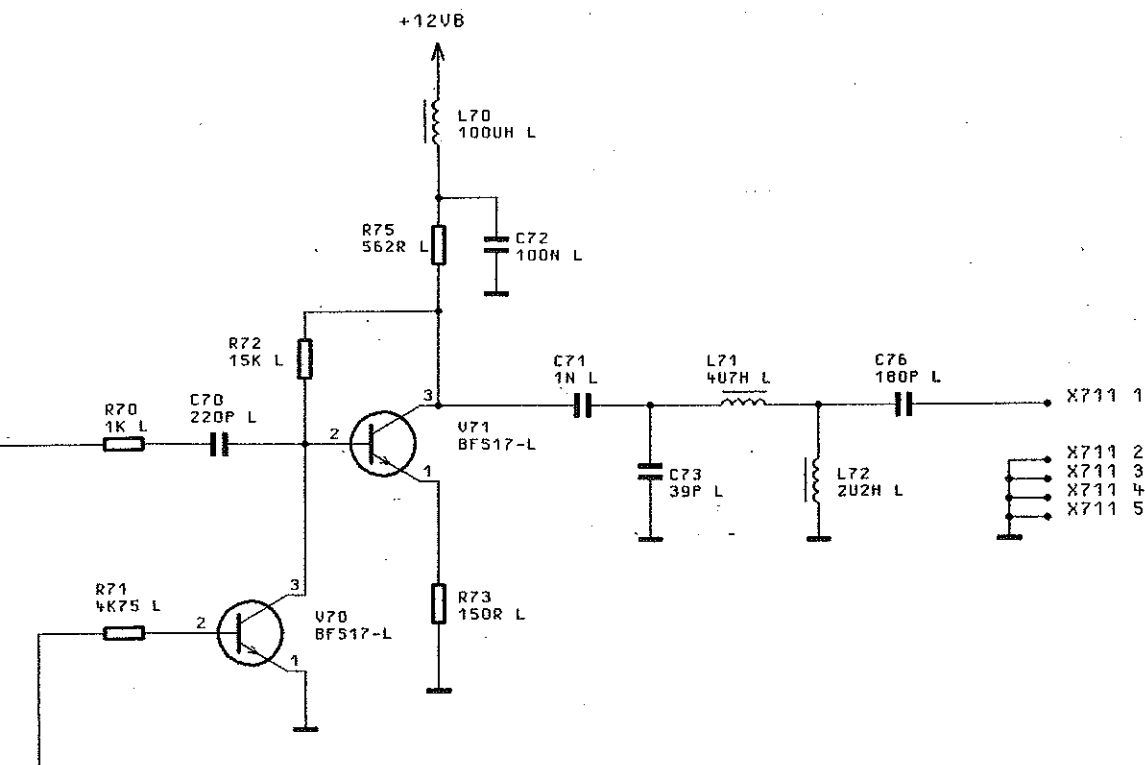 +12VB
L70
100UH L
R75
562R L
C72
100N L
R72
15K L
C71
1N L
L71
4U7H L
C76
180P L
X711 1
R70
1K L
C70
220P L
3
2
1
V71
BFS17-L
C73
39P L
L72
2U2H L
X711 2
X711 3
X711 4
X711 5
R71
4K75 L
3
2
1
V70
BFS17-L
R73
150R L